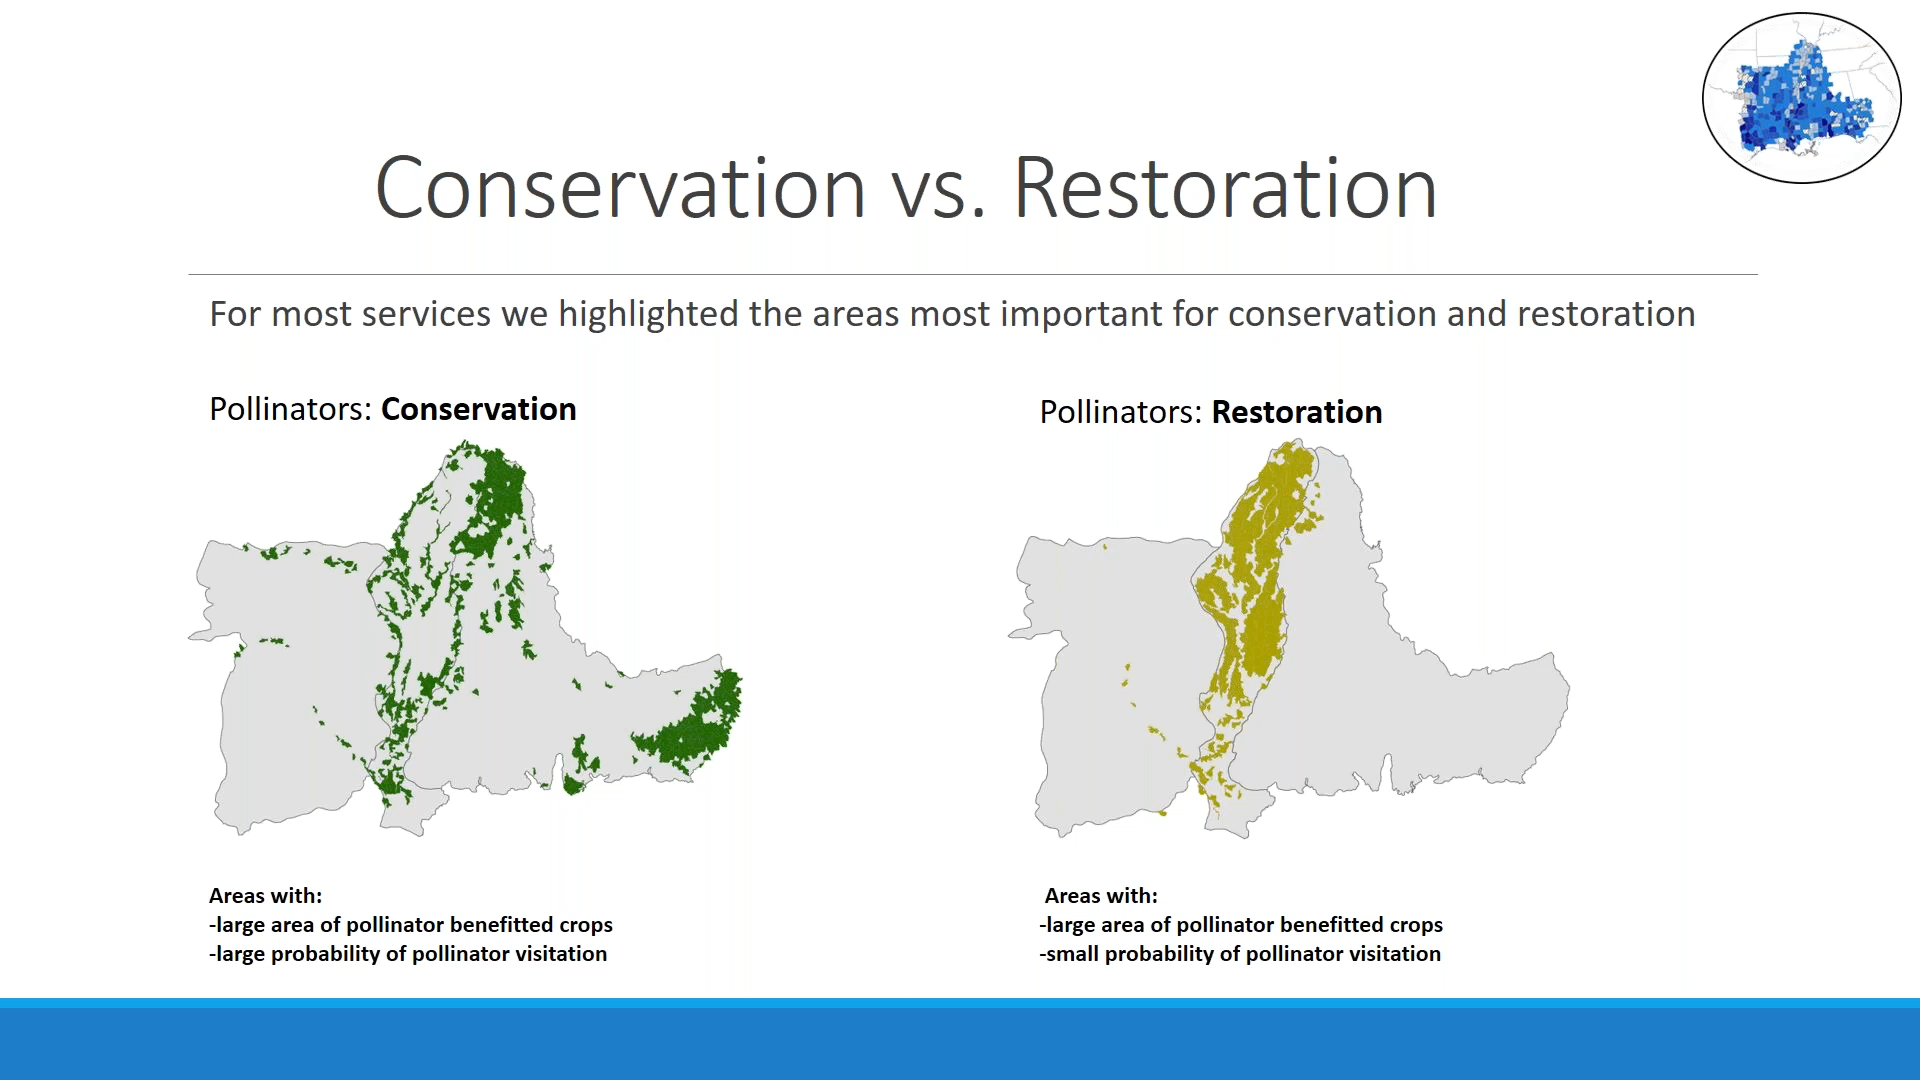 Conservation vs. Restoration
For most services we highlighted the areas most important for conservation and restoration
Pollinators: Conservation
Pollinators: Restoration
Areas with:
-large area of pollinator benefitted crops
-large probability of pollinator visitation
Areas with:
-large area of pollinator benefitted crops
-small probability of pollinator visitation